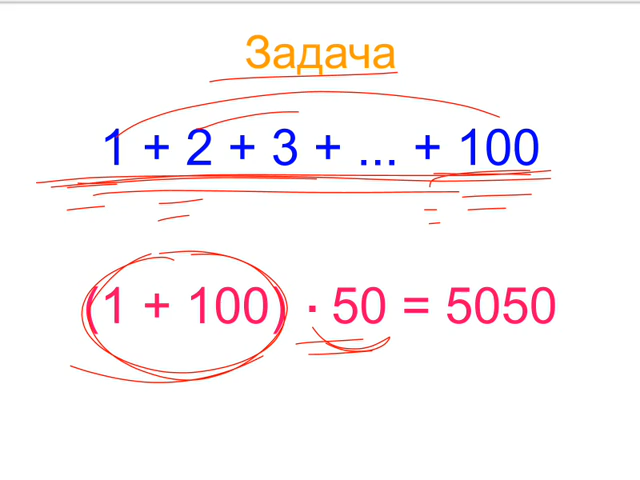 Задача
1 + 2 + 3 + ... + 100
(1 + 100) · 50 = 5050